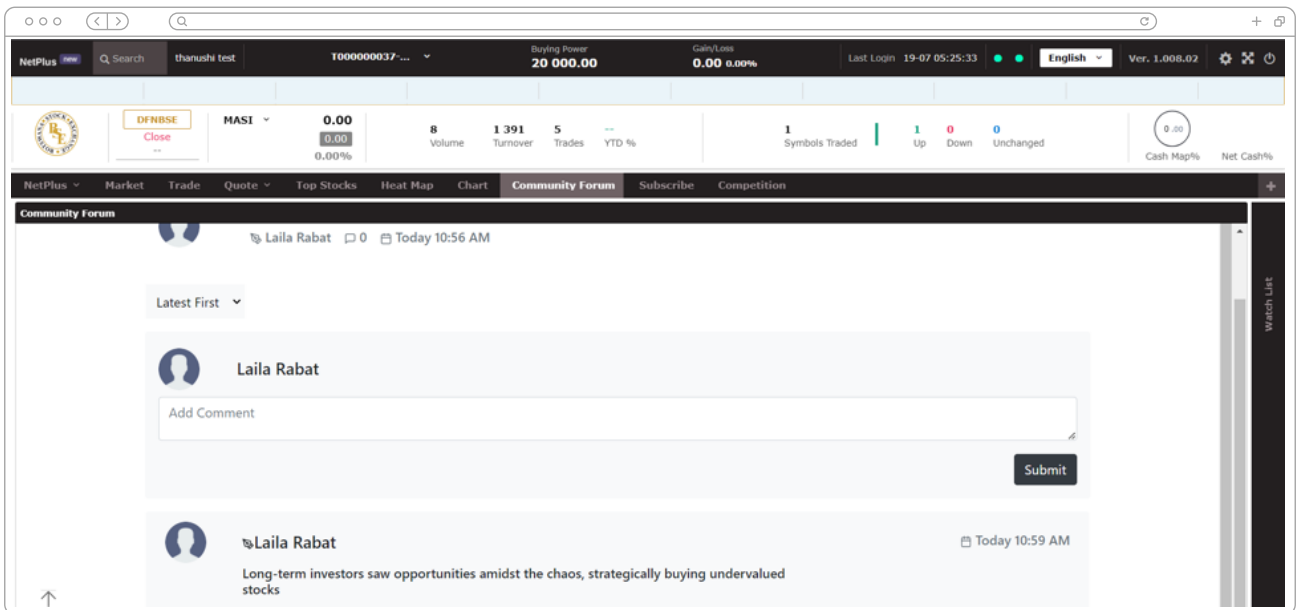 NetPlus new Search thanushi test T000000037-... Buying Power Gain/Loss Last Login 19-07 05:25:33 English Ver. 1.008.02
20 000.00 0.00 0.00%
DFNBSE MASI 0.00 8 1 391 5 -- 1 1 0 0 0.00
Close 0.00 Volume Turnover Trades YTD % Symbols Traded Up Down Unchanged
-- 0.00% Cash Map% Net Cash%
NetPlus Market Trade Quote Top Stocks Heat Map Chart Community Forum Subscribe Competition
Community Forum
Laila Rabat 0 Today 10:56 AM
Watch List
Latest First
Laila Rabat
Add Comment
Submit
Laila Rabat Today 10:59 AM
Long-term investors saw opportunities amidst the chaos, strategically buying undervalued
stocks